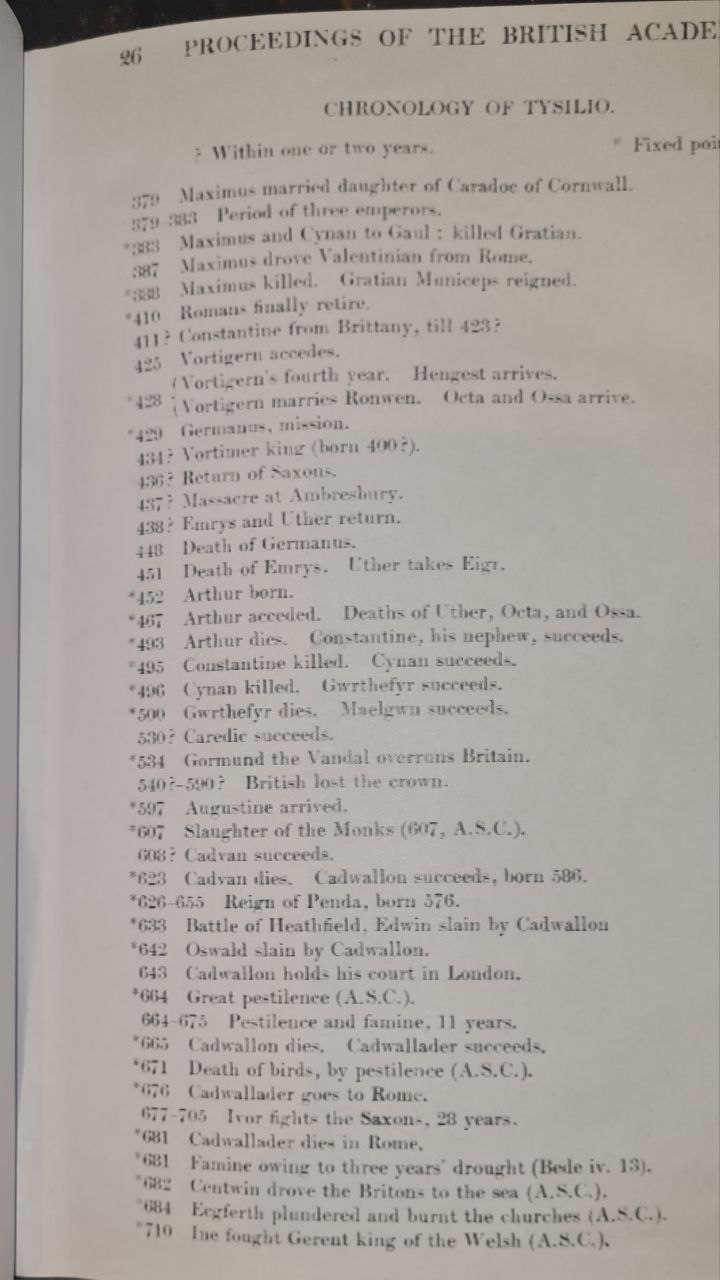 26 PROCEEDINGS OF THE BRITISH ACADE
CHRONOLOGY OF TYSILIO.
? Within one or two years. * Fixed poi
379 Maximus married daughter of Caradoc of Cornwall.
379-383 Period of three emperors.
*383 Maximus and Cynan to Gaul; killed Gratian.
387 Maximus drove Valentinian from Rome.
*388 Maximus killed. Gratian Municeps reigned.
*410 Romans finally retire.
411? Constantine from Brittany, till 423?
425 Vortigern accedes.
(Vortigern's fourth year. Hengest arrives.
*428 (Vortigern marries Ronwen. Octa and Ossa arrive.
*429 Germanus, mission.
434? Vortimer king (born 400?).
436? Return of Saxons.
437? Massacre at Ambresbury.
438? Emrys and Uther return.
448 Death of Germanus.
451 Death of Emrys. Uther takes Eigr.
*452 Arthur born.
*467 Arthur acceded. Deaths of Uther, Octa, and Ossa.
*493 Arthur dies. Constantine, his nephew, succeeds.
*495 Constantine killed. Cynan succeeds.
*496 Cynan killed. Gwrthefyr succeeds.
*500 Gwrthefyr dies. Maelgwn succeeds.
530? Caredic succeeds.
*534 Gormund the Vandal overruns Britain.
540?-590? British lost the crown.
*597 Augustine arrived.
*607 Slaughter of the Monks (607, A.S.C.).
608? Cadvan succeeds.
*623 Cadvan dies. Cadwallon succeeds, born 586.
*626-655 Reign of Penda, born 576.
*633 Battle of Heathfield, Edwin slain by Cadwallon
*642 Oswald slain by Cadwallon.
643 Cadwallon holds his court in London.
*664 Great pestilence (A.S.C.).
664-675 Pestilence and famine, 11 years.
*665 Cadwallon dies. Cadwallader succeeds.
*671 Death of birds, by pestilence (A.S.C.).
*676 Cadwallader goes to Rome.
677-705 Ivor fights the Saxons, 28 years.
*681 Cadwallader dies in Rome.
*681 Famine owing to three years' drought (Bede iv. 13).
*682 Centwin drove the Britons to the sea (A.S.C.).
*684 Ecgferth plundered and burnt the churches (A.S.C.).
*710 Ine fought Gerent king of the Welsh (A.S.C.).